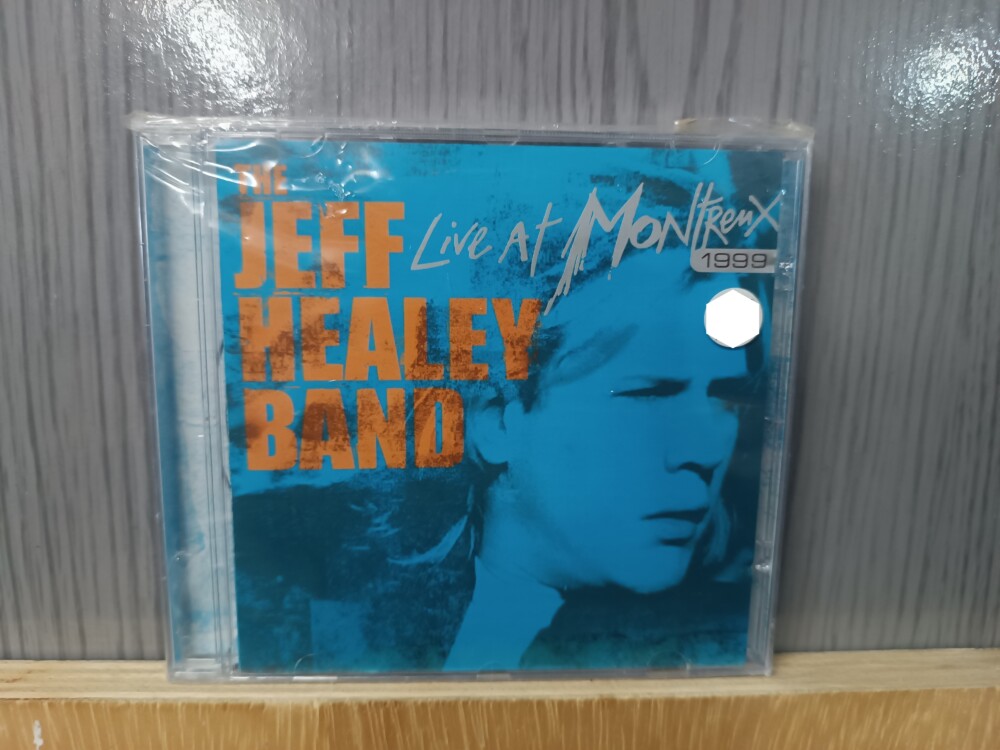 THE
JEFF
HEALEY
BAND
Live At Montreux
1999